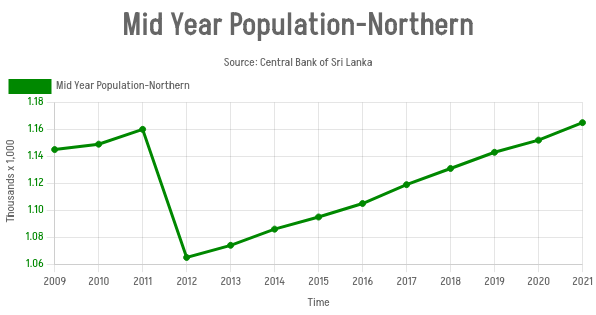 Mid Year Population-Northern
Source: Central Bank of Sri Lanka
Mid Year Population-Northern
1.18
1.16
1.14
1.12
1.10
1.08
1.06
Thousands x 1,000
2009 2010 2011 2012 2013 2014 2015 2016 2017 2018 2019 2020 2021
Time